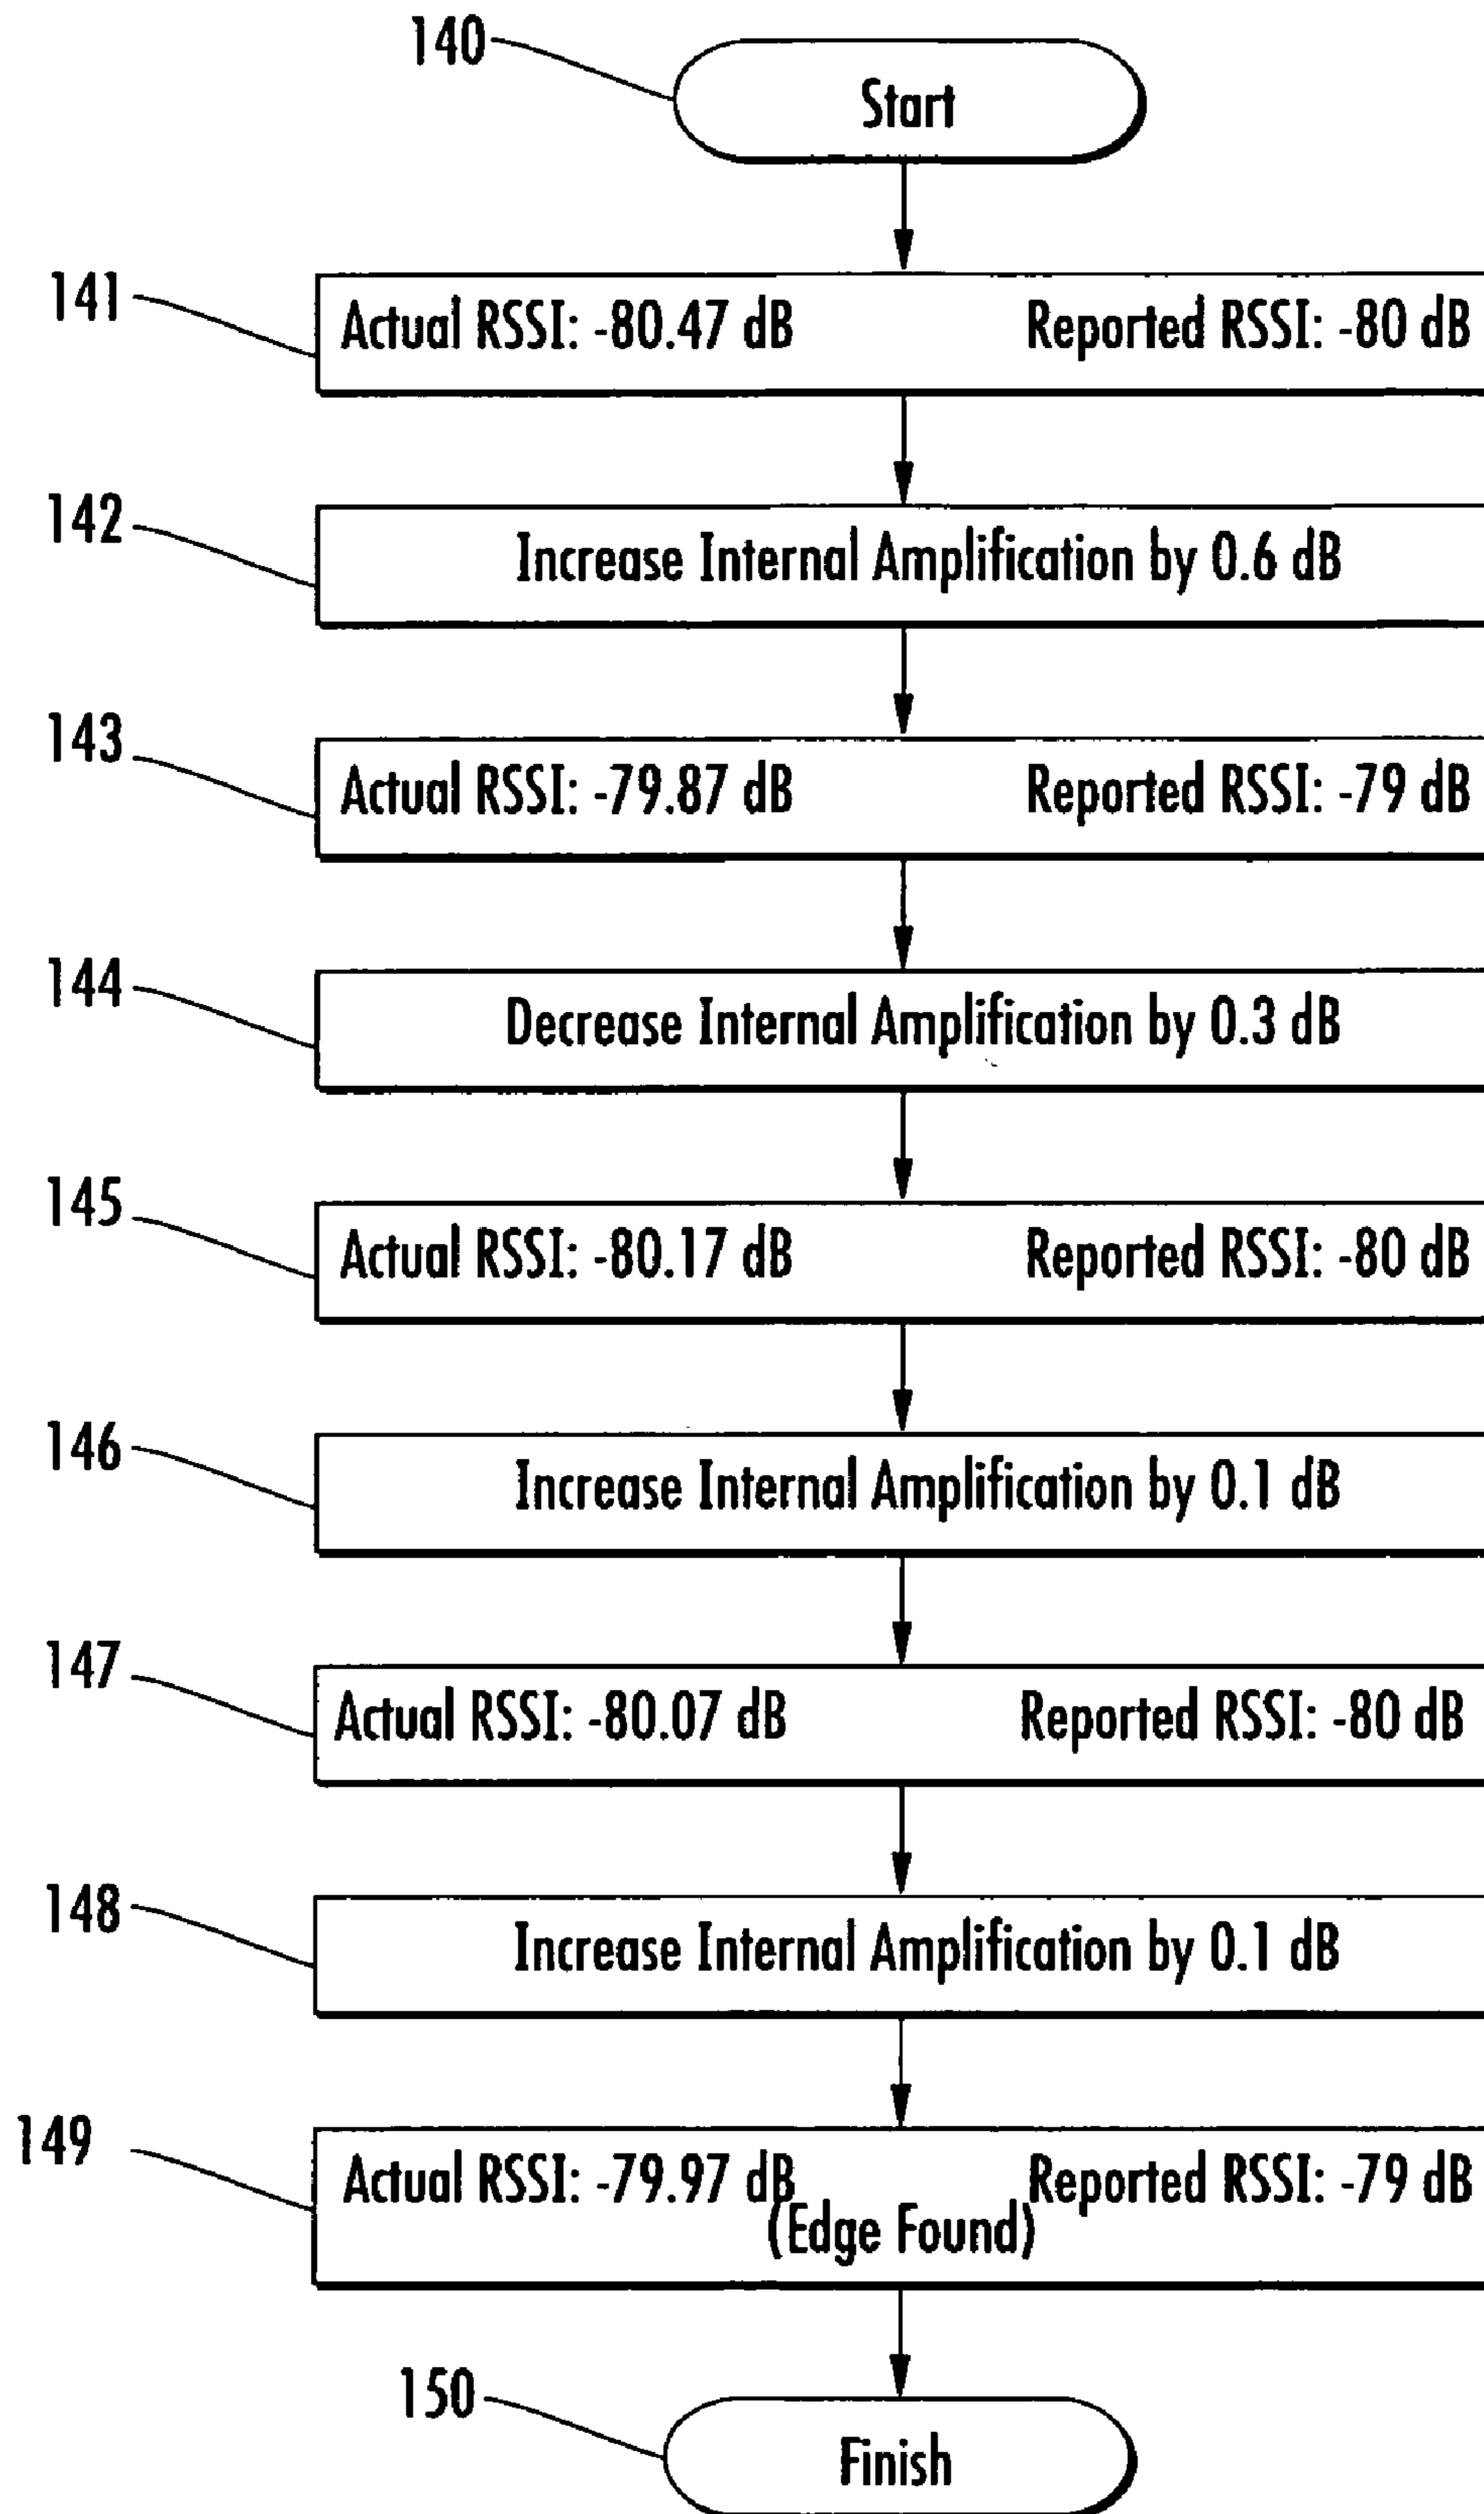 140
Start
141
Actual RSSI: -80.47 dB Reported RSSI: -80 dB
142
Increase Internal Amplification by 0.6 dB
143
Actual RSSI: -79.87 dB Reported RSSI: -79 dB
144
Decrease Internal Amplification by 0.3 dB
145
Actual RSSI: -80.17 dB Reported RSSI: -80 dB
146
Increase Internal Amplification by 0.1 dB
147
Actual RSSI: -80.07 dB Reported RSSI: -80 dB
148
Increase Internal Amplification by 0.1 dB
149
Actual RSSI: -79.97 dB Reported RSSI: -79 dB
(Edge Found)
150
Finish